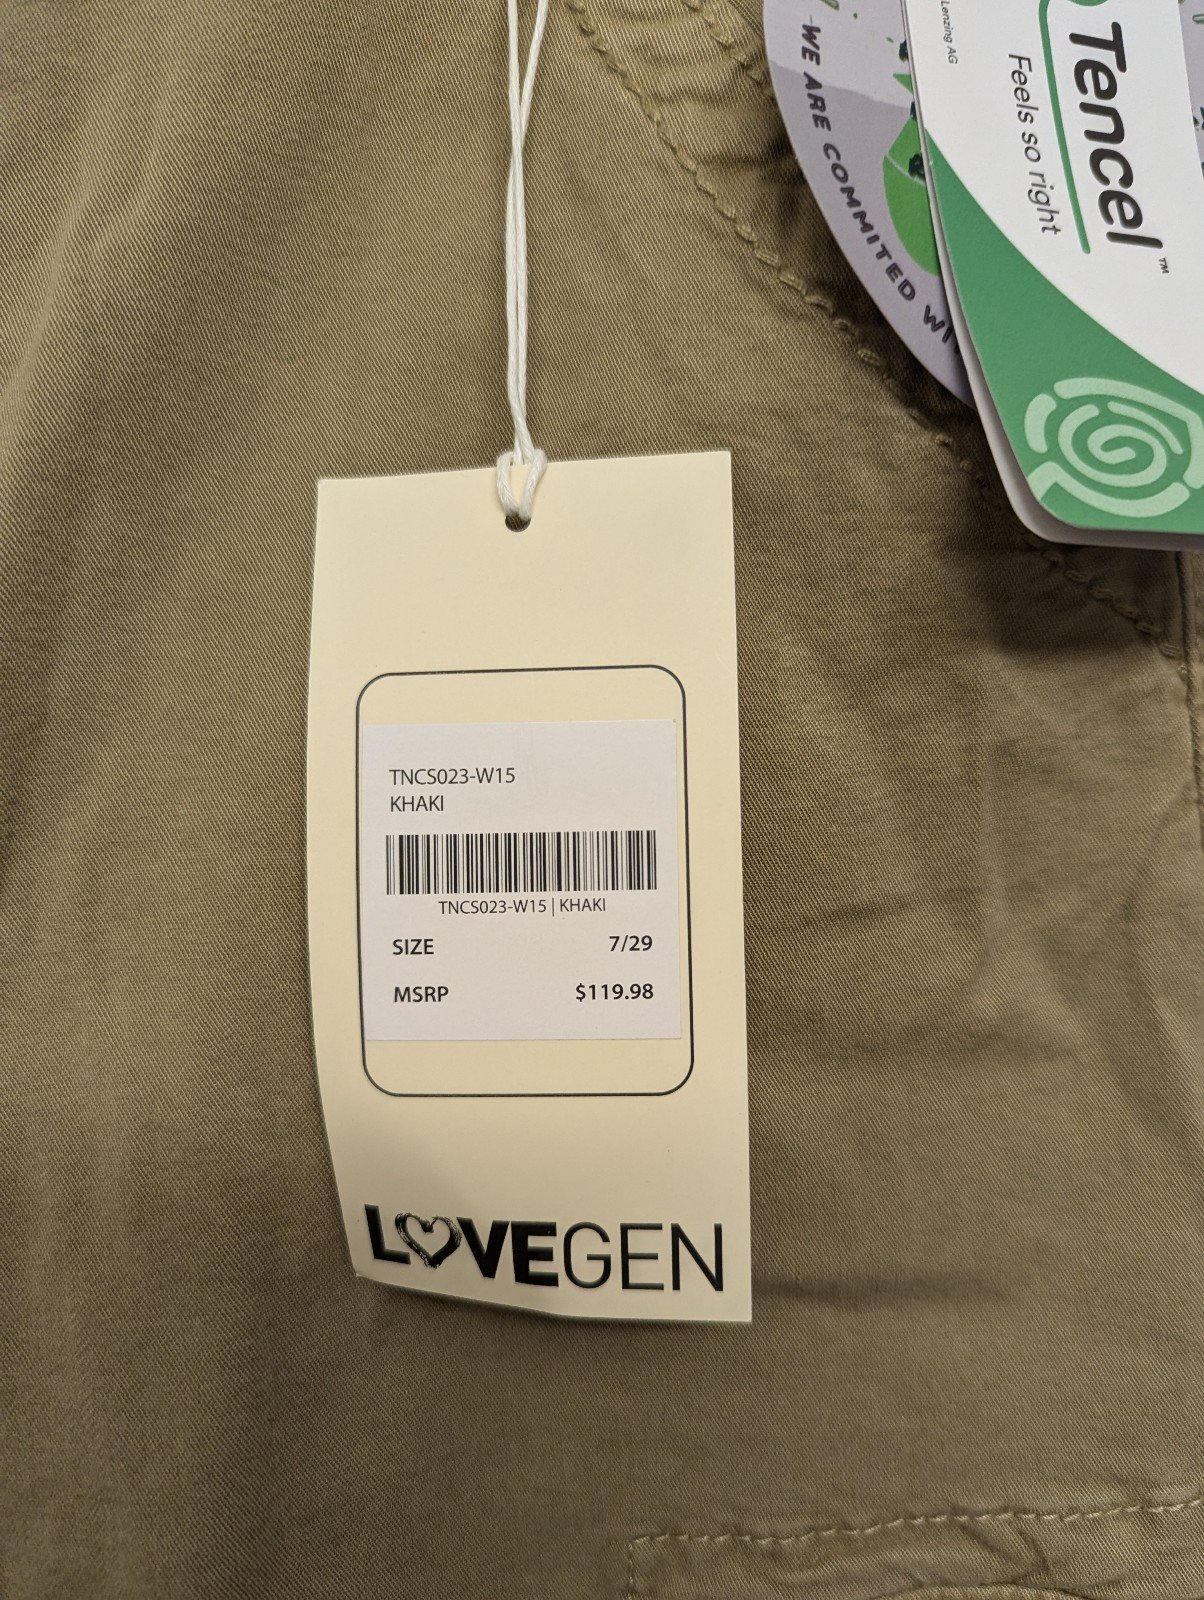 Lenzing AG
Tencel™
Feels so right
WE ARE COMMITED
TNCS023-W15
KHAKI
TNCS023-W15 | KHAKI
SIZE 7/29
MSRP $119.98
LOVEGEN